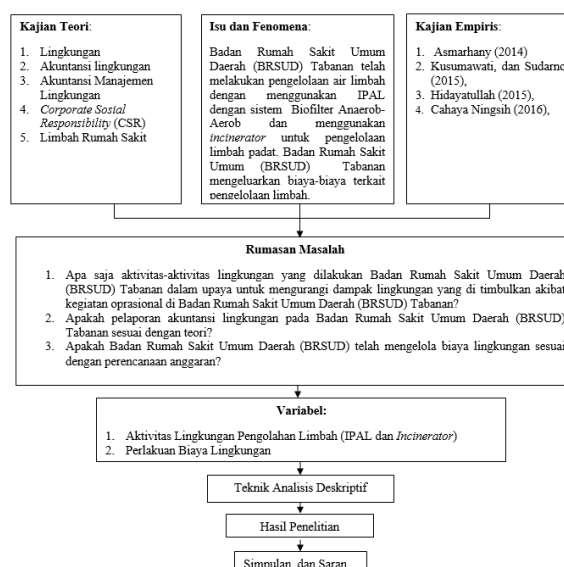 Kajian Teori:
1. Lingkungan
2. Akuntansi lingkungan
3. Akuntansi Manajemen
Lingkungan
4. Corporate Sosial
Responsibility (CSR)
5. Limbah Rumah Sakit
Isu dan Fenomena:
Badan Rumah Sakit Umum
Daerah (BRSUD) Tabanan telah
melakukan pengelolaan air limbah
dengan menggunakan IPAL
dengan sistem Biofilter Anaerob-
Aerob dan menggunakan
incinerator untuk pengelolaan
limbah padat. Badan Rumah Sakit
Umum (BRSUD) Tabanan
mengeluarkan biaya-biaya terkait
pengelolaan limbah.
Kajian Empiris:
1. Asmarhany (2014)
2. Kusumawati, dan Sudarno
(2015),
3. Hidayatullah (2015),
4. Cahaya Ningsih (2016),
Rumasan Masalah
1. Apa saja aktivitas-aktivitas lingkungan yang dilakukan Badan Rumah Sakit Umum Daerah
(BRSUD) Tabanan dalam upaya untuk mengurangi dampak lingkungan yang di timbulkan akibat
kegiatan oprasional di Badan Rumah Sakit Umum Daerah (BRSUD) Tabanan?
2. Apakah pelaporan akuntansi lingkungan pada Badan Rumah Sakit Umum Daerah (BRSUD)
Tabanan sesuai dengan teori?
3. Apakah Badan Rumah Sakit Umum Daerah (BRSUD) telah mengelola biaya lingkungan sesuai
dengan perencanaan anggaran?
Variabel:
1. Aktivitas Lingkungan Pengolahan Limbah (IPAL dan Incinerator)
2. Perlakuan Biaya Lingkungan
Teknik Analisis Deskriptif
Hasil Penelitian
Simpulan dan Saran